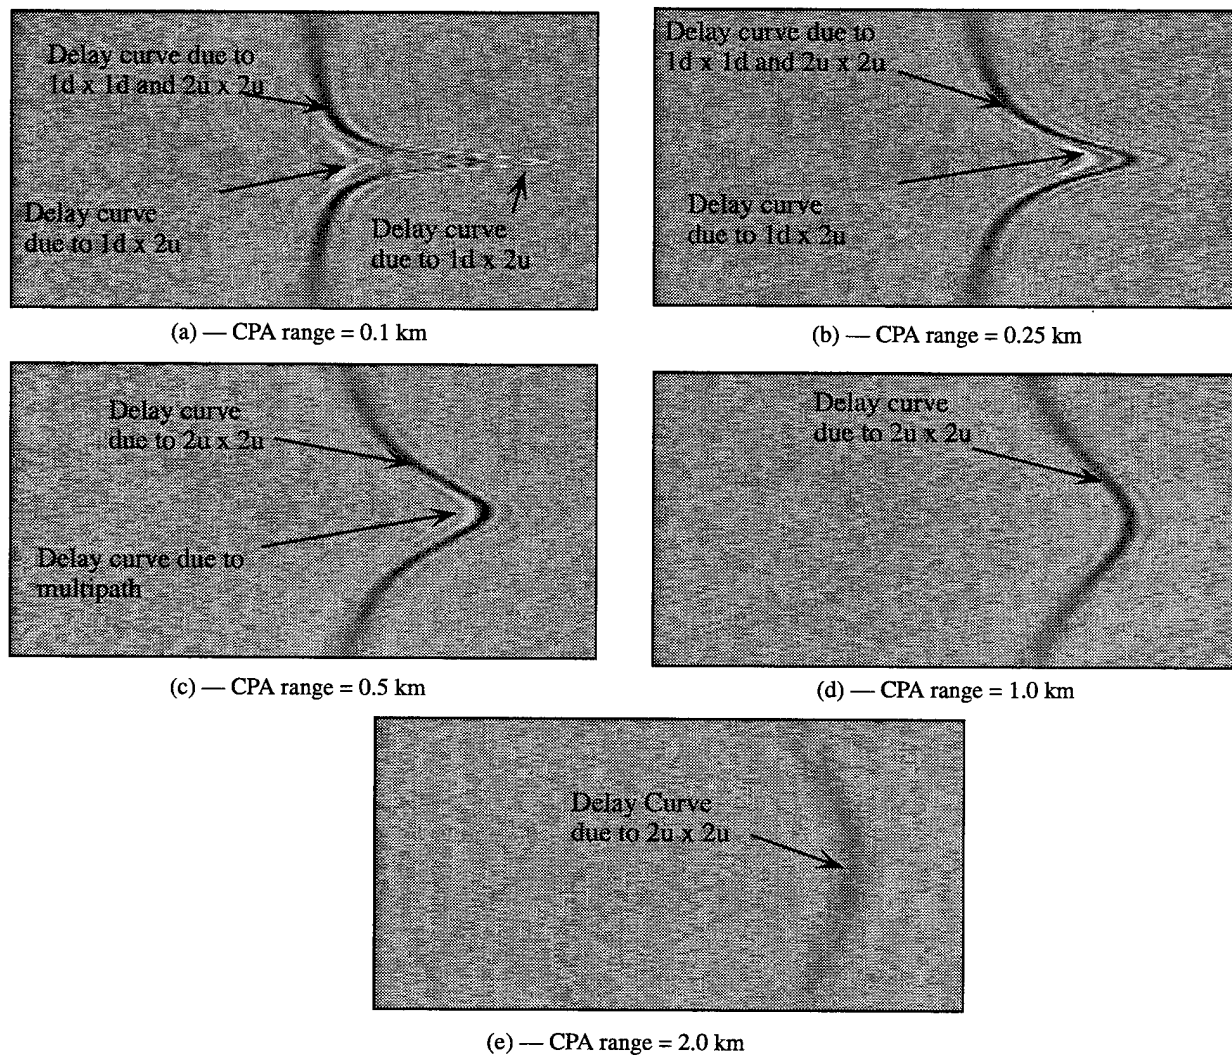 Delay curve due to
1d x 1d and 2u x 2u
Delay curve
due to 1d x 2u
Delay curve
due to 1d x 2u
(a) — CPA range = 0.1 km
Delay curve due to
1d x 1d and 2u x 2u
Delay curve
due to 1d x 2u
(b) — CPA range = 0.25 km
Delay curve
due to 2u x 2u
Delay curve due to
multipath
(c) — CPA range = 0.5 km
Delay curve
due to 2u x 2u
(d) — CPA range = 1.0 km
Delay Curve
due to 2u x 2u
(e) — CPA range = 2.0 km